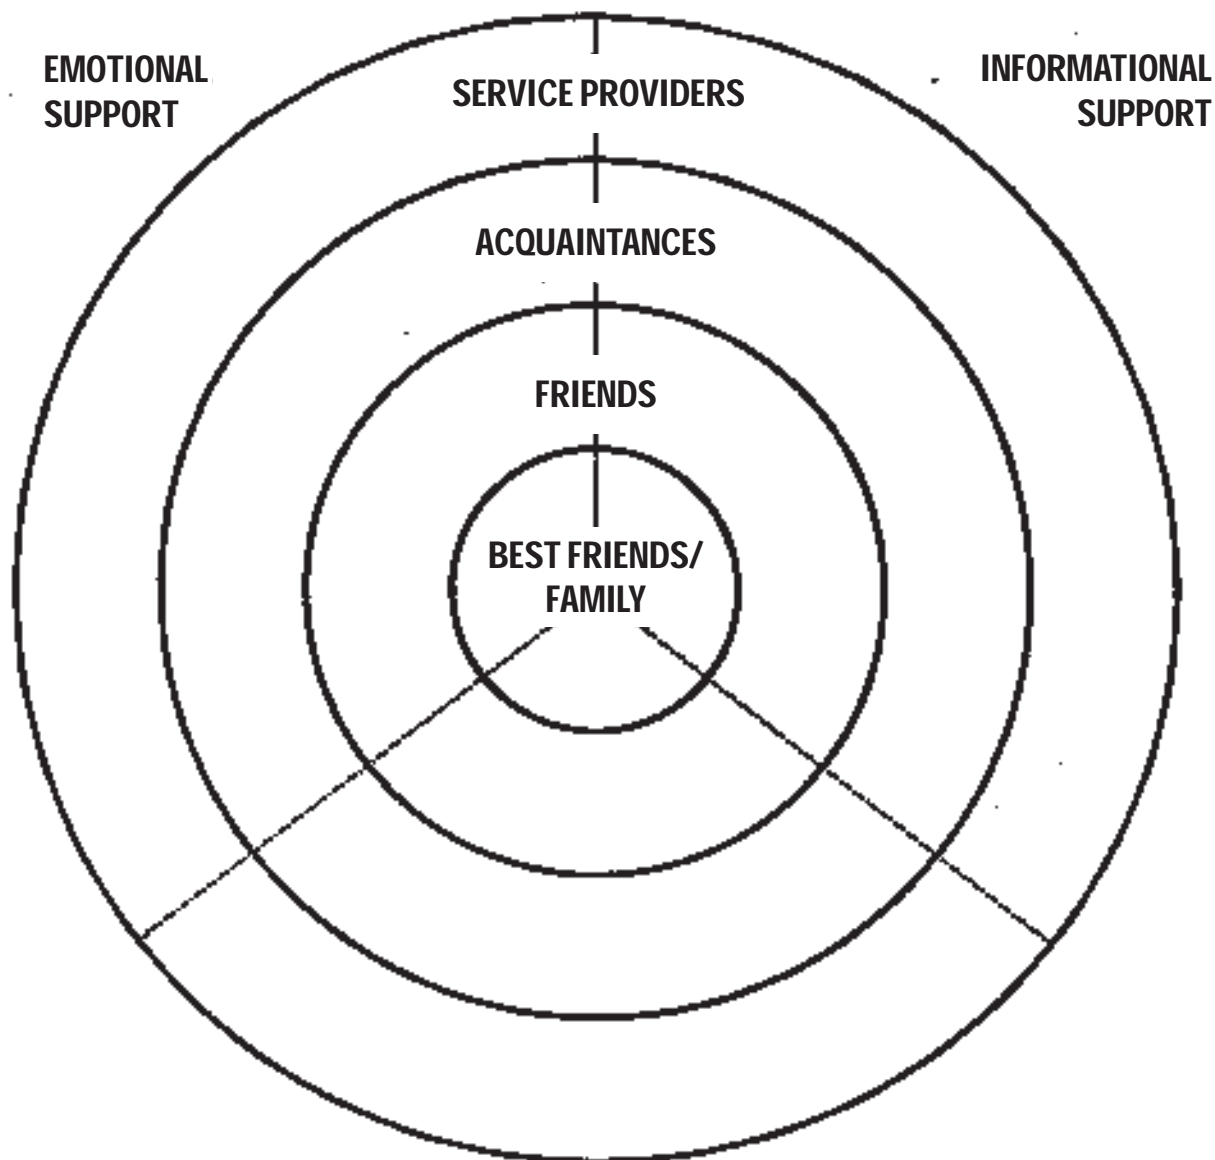 EMOTIONAL
SUPPORT
INFORMATIONAL
SUPPORT
SERVICE PROVIDERS
ACQUAINTANCES
FRIENDS
BEST FRIENDS/
FAMILY